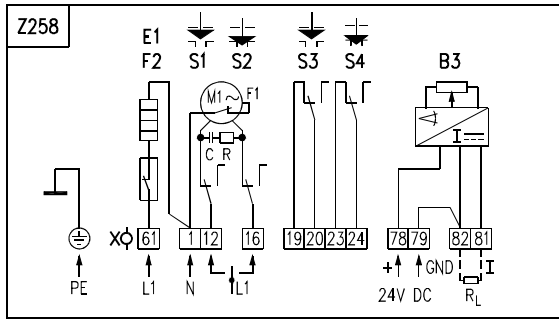 Z258
E1 S1 S2 S3 S4 B3
F2
M1 ~ F1
C R
I
X 61 1 12 16 19 20 23 24 78 79 82 81
+ GND I
PE L1 N L1 24V DC RL